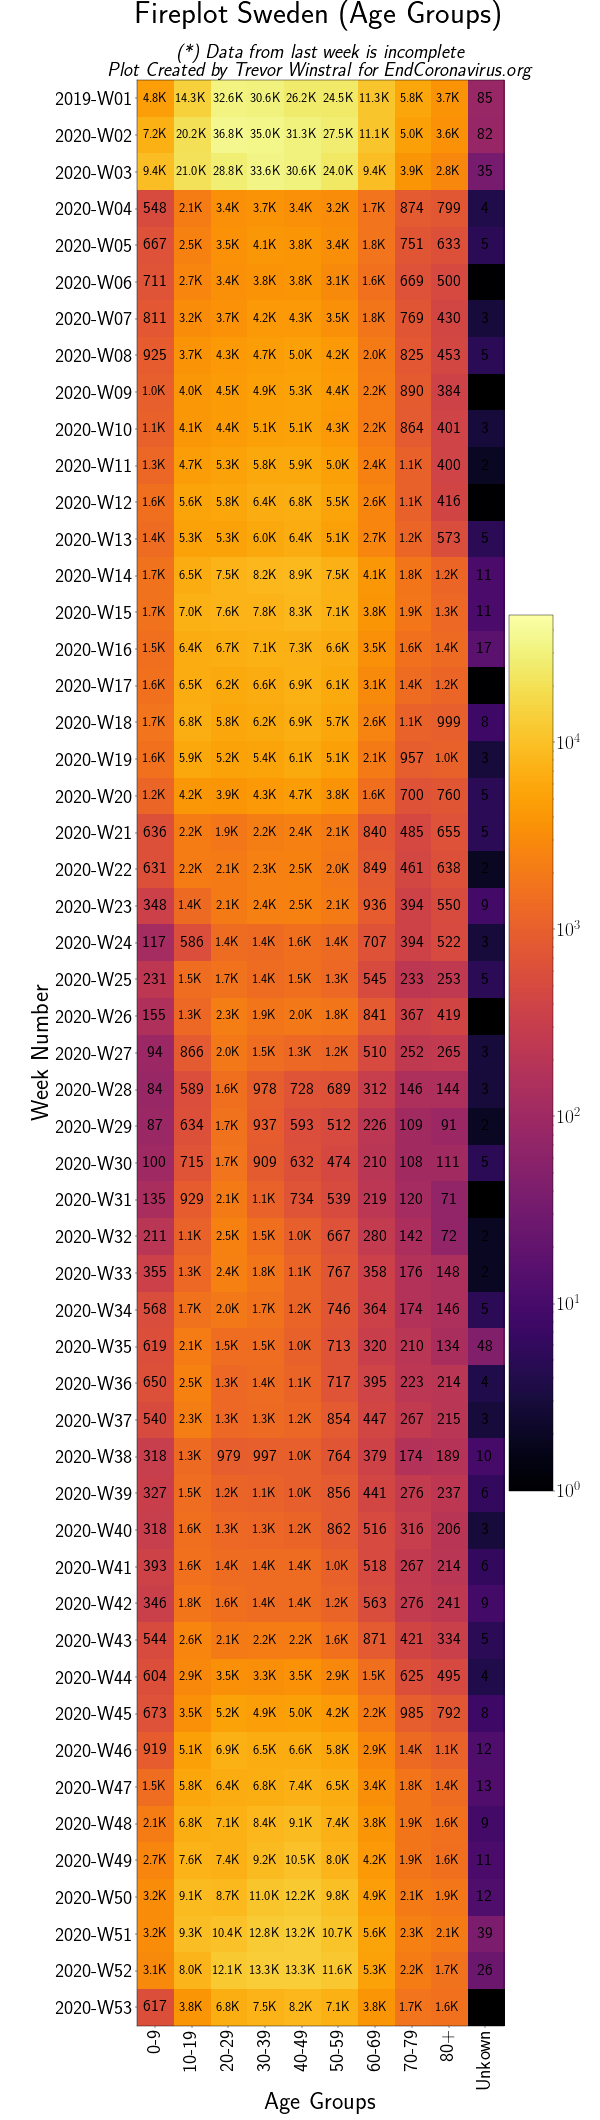 Fireplot Sweden (Age Groups)
(*) Data from last week is incomplete
Plot Created by Trevor Winstral for EndCoronavirus.org
2019-W01 4.8K 14.3K 32.6K 30.6K 26.2K 24.5K 11.3K 5.8K 3.7K 85
2020-W02 7.2K 20.2K 36.8K 35.0K 31.3K 27.5K 11.1K 5.0K 3.6K 82
2020-W03 9.4K 21.0K 28.8K 33.6K 30.6K 24.0K 9.4K 3.9K 2.8K 35
2020-W04 548 2.1K 3.4K 3.7K 3.4K 3.2K 1.7K 874 799 4
2020-W05 667 2.5K 3.5K 4.1K 3.8K 3.4K 1.8K 751 633 5
2020-W06 711 2.7K 3.4K 3.8K 3.8K 3.1K 1.6K 669 500
2020-W07 811 3.2K 3.7K 4.2K 4.3K 3.5K 1.8K 769 430 3
2020-W08 925 3.7K 4.3K 4.7K 5.0K 4.2K 2.0K 825 453 5
2020-W09 1.0K 4.0K 4.5K 4.9K 5.3K 4.4K 2.2K 890 384
2020-W10 1.1K 4.1K 4.4K 5.1K 5.1K 4.3K 2.2K 864 401 3
2020-W11 1.3K 4.7K 5.3K 5.8K 5.9K 5.0K 2.4K 1.1K 400 2
2020-W12 1.6K 5.6K 5.8K 6.4K 6.8K 5.5K 2.6K 1.1K 416
2020-W13 1.4K 5.3K 5.3K 6.0K 6.4K 5.1K 2.7K 1.2K 573 5
2020-W14 1.7K 6.5K 7.5K 8.2K 8.9K 7.5K 4.1K 1.8K 1.2K 11
2020-W15 1.7K 7.0K 7.6K 7.8K 8.3K 7.1K 3.8K 1.9K 1.3K 11
2020-W16 1.5K 6.4K 6.7K 7.1K 7.3K 6.6K 3.5K 1.6K 1.4K 17
2020-W17 1.6K 6.5K 6.2K 6.6K 6.9K 6.1K 3.1K 1.4K 1.2K
2020-W18 1.7K 6.8K 5.8K 6.2K 6.9K 5.7K 2.6K 1.1K 999 8
2020-W19 1.6K 5.9K 5.2K 5.4K 6.1K 5.1K 2.1K 957 1.0K 3
2020-W20 1.2K 4.2K 3.9K 4.3K 4.7K 3.8K 1.6K 700 760 5
2020-W21 636 2.2K 1.9K 2.2K 2.4K 2.1K 840 485 655 5
2020-W22 631 2.2K 2.1K 2.3K 2.5K 2.0K 849 461 638 2
2020-W23 348 1.4K 2.1K 2.4K 2.5K 2.1K 936 394 550 9
2020-W24 117 586 1.4K 1.4K 1.6K 1.4K 707 394 522 3
2020-W25 231 1.5K 1.7K 1.4K 1.5K 1.3K 545 233 253 5
2020-W26 155 1.3K 2.3K 1.9K 2.0K 1.8K 841 367 419
2020-W27 94 866 2.0K 1.5K 1.3K 1.2K 510 252 265 3
2020-W28 84 589 1.6K 978 728 689 312 146 144 3
2020-W29 87 634 1.7K 937 593 512 226 109 91 2
2020-W30 100 715 1.7K 909 632 474 210 108 111 5
2020-W31 135 929 2.1K 1.1K 734 539 219 120 71
2020-W32 211 1.1K 2.5K 1.5K 1.0K 667 280 142 72 2
2020-W33 355 1.3K 2.4K 1.8K 1.1K 767 358 176 148 2
2020-W34 568 1.7K 2.0K 1.7K 1.2K 746 364 174 146 5
2020-W35 619 2.1K 1.5K 1.5K 1.0K 713 320 210 134 48
2020-W36 650 2.5K 1.3K 1.4K 1.1K 717 395 223 214 4
2020-W37 540 2.3K 1.3K 1.3K 1.2K 854 447 267 215 3
2020-W38 318 1.3K 979 997 1.0K 764 379 174 189 10
2020-W39 327 1.5K 1.2K 1.1K 1.0K 856 441 276 237 6
2020-W40 318 1.6K 1.3K 1.3K 1.2K 862 516 316 206 3
2020-W41 393 1.6K 1.4K 1.4K 1.4K 1.0K 518 267 214 6
2020-W42 346 1.8K 1.6K 1.4K 1.4K 1.2K 563 276 241 9
2020-W43 544 2.6K 2.1K 2.2K 2.2K 1.6K 871 421 334 5
2020-W44 604 2.9K 3.5K 3.3K 3.5K 2.9K 1.5K 625 495 4
2020-W45 673 3.5K 5.2K 4.9K 5.0K 4.2K 2.2K 985 792 8
2020-W46 919 5.1K 6.9K 6.5K 6.6K 5.8K 2.9K 1.4K 1.1K 12
2020-W47 1.5K 5.8K 6.4K 6.8K 7.4K 6.5K 3.4K 1.8K 1.4K 13
2020-W48 2.1K 6.8K 7.1K 8.4K 9.1K 7.4K 3.8K 1.9K 1.6K 9
2020-W49 2.7K 7.6K 7.4K 9.2K 10.5K 8.0K 4.2K 1.9K 1.6K 11
2020-W50 3.2K 9.1K 8.7K 11.0K 12.2K 9.8K 4.9K 2.1K 1.9K 12
2020-W51 3.2K 9.3K 10.4K 12.8K 13.2K 10.7K 5.6K 2.3K 2.1K 39
2020-W52 3.1K 8.0K 12.1K 13.3K 13.3K 11.6K 5.3K 2.2K 1.7K 26
2020-W53 617 3.8K 6.8K 7.5K 8.2K 7.1K 3.8K 1.7K 1.6K
0-9 10-19 20-29 30-39 40-49 50-59 60-69 70-79 80+ Unkown
Age Groups
Week Number
10⁴
10³
10²
10¹
10⁰